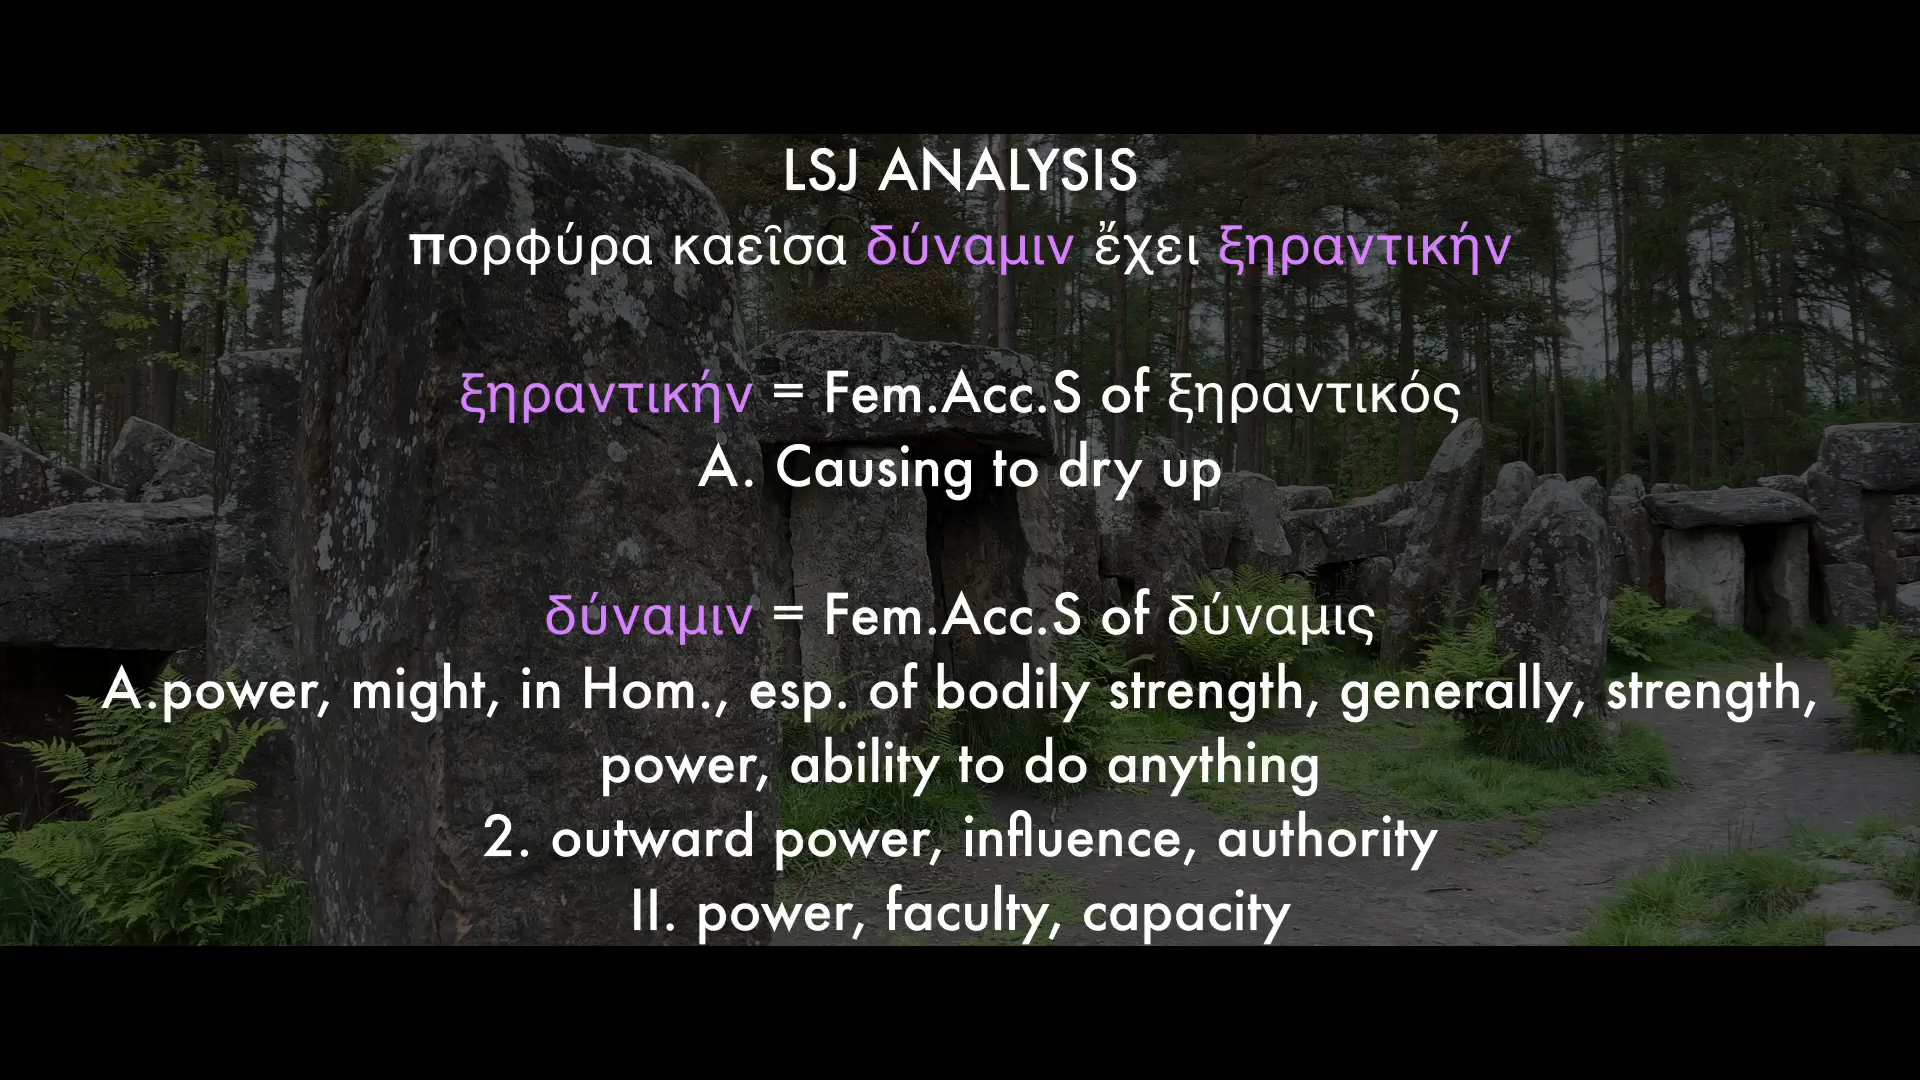 LSJ ANALYSIS
πορφύρα καεῖσα δύναμιν ἔχει ξηραντικήν
ξηραντικήν = Fem.Acc.S of ξηραντικός
A. Causing to dry up
δύναμιν = Fem.Acc.S of δύναμις
A.power, might, in Hom., esp. of bodily strength, generally, strength,
power, ability to do anything
2. outward power, influence, authority
II. power, faculty, capacity